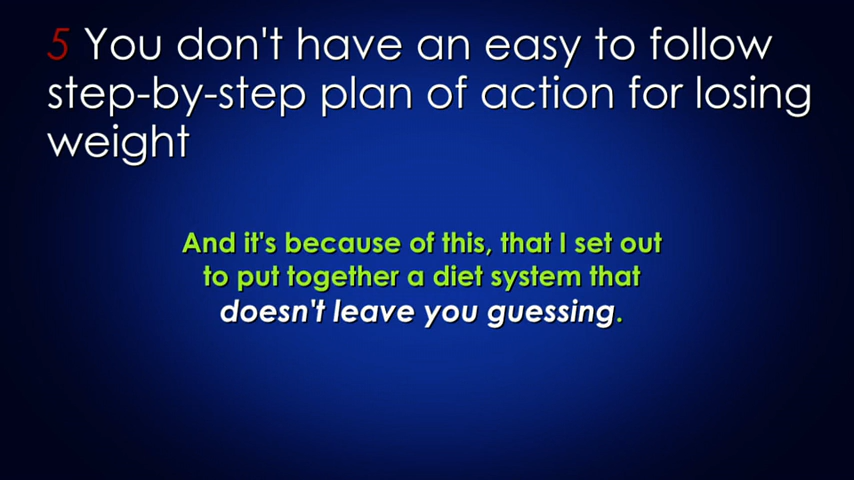 5 You don't have an easy to follow
step-by-step plan of action for losing
weight
And it's because of this, that I set out
to put together a diet system that
doesn't leave you guessing.